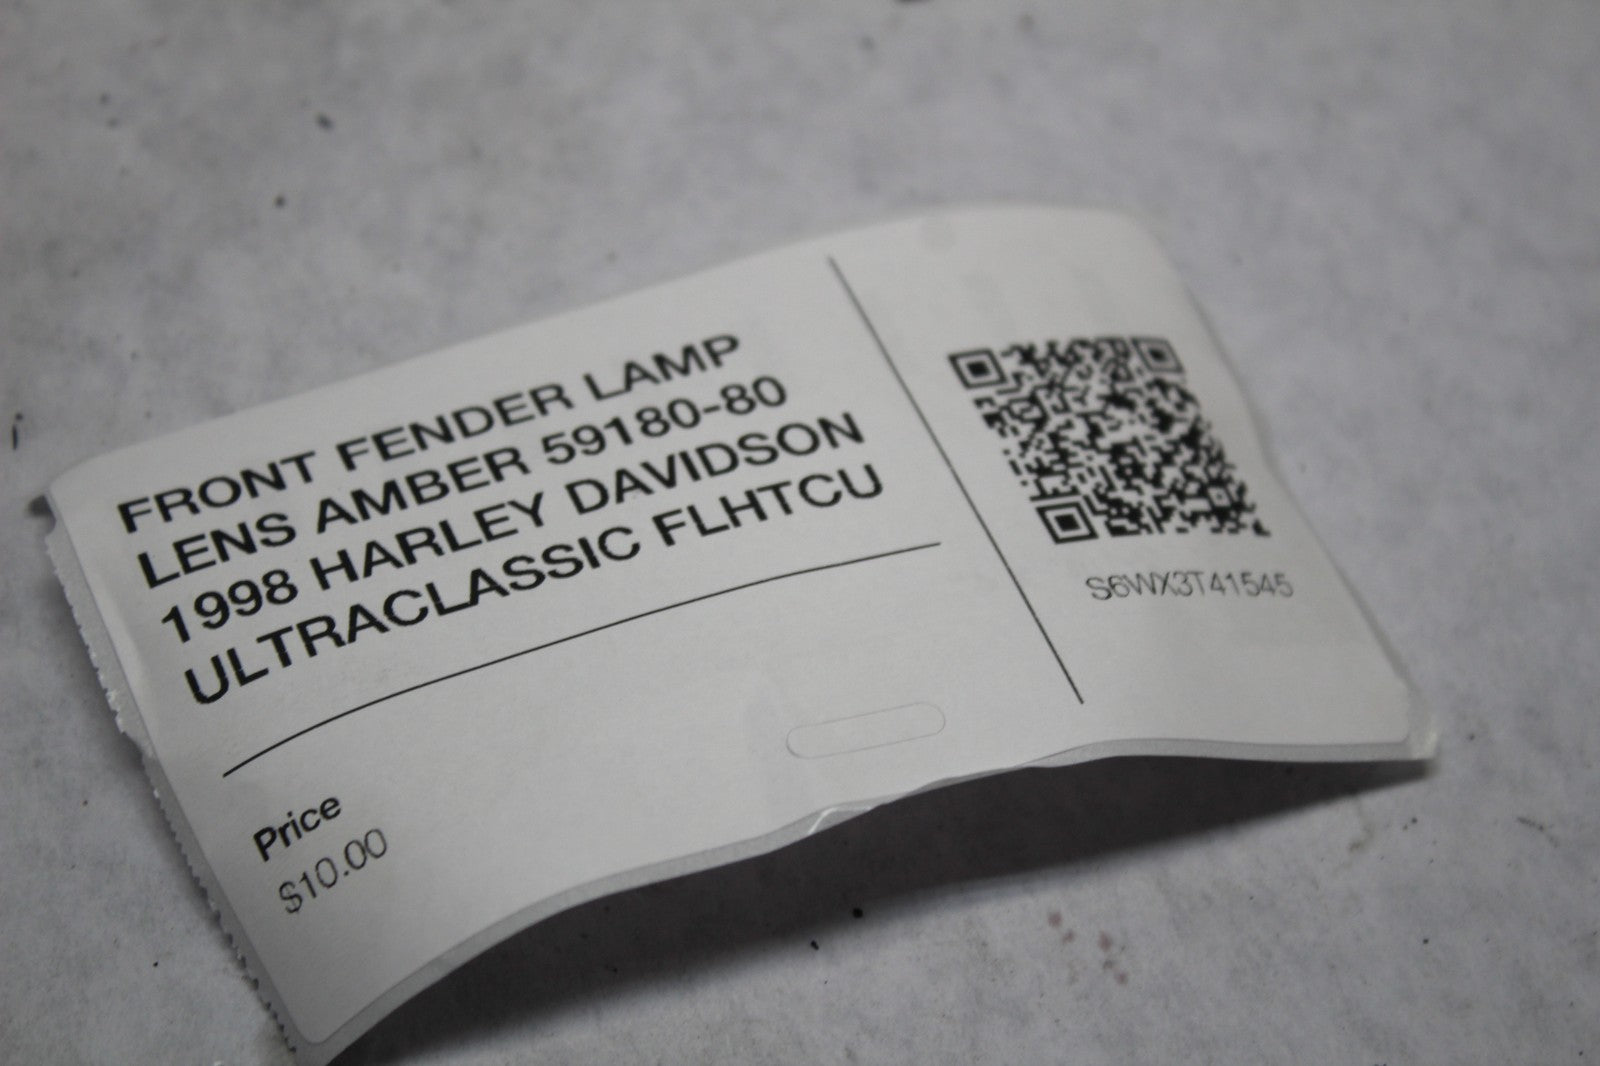 FRONT FENDER LAMP
LENS AMBER 59180-80
1998 HARLEY DAVIDSON
ULTRACLASSIC FLHTCU
Price
$10.00
S6WX3T41545